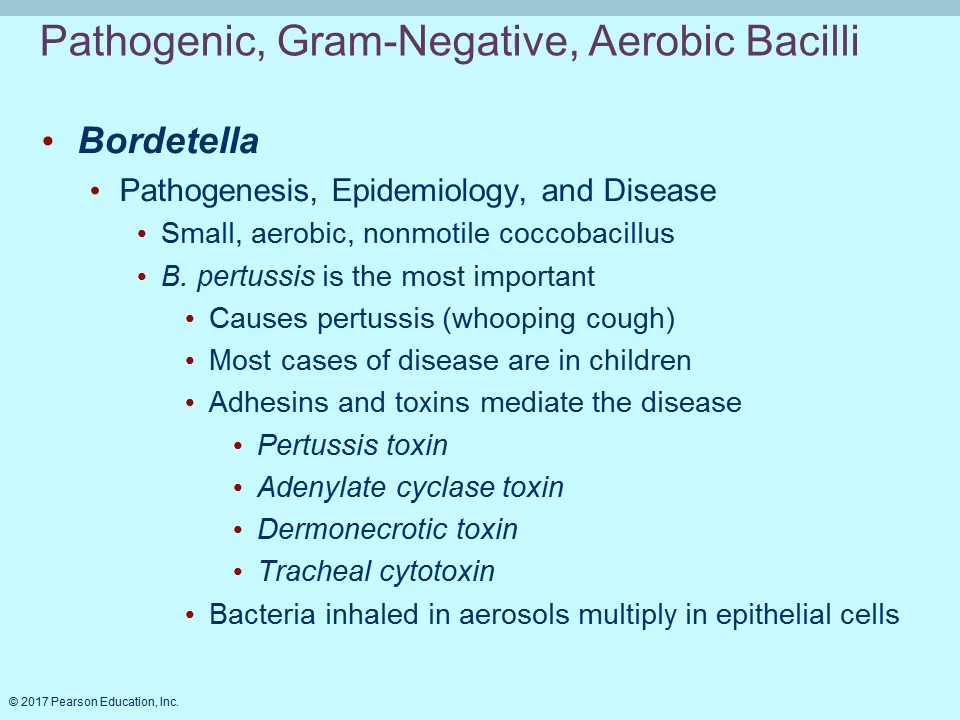 Pathogenic, Gram-Negative, Aerobic Bacilli
• Bordetella
• Pathogenesis, Epidemiology, and Disease
• Small, aerobic, nonmotile coccobacillus
• B. pertussis is the most important
• Causes pertussis (whooping cough)
• Most cases of disease are in children
• Adhesins and toxins mediate the disease
• Pertussis toxin
• Adenylate cyclase toxin
• Dermonecrotic toxin
• Tracheal cytotoxin
• Bacteria inhaled in aerosols multiply in epithelial cells
© 2017 Pearson Education, Inc.